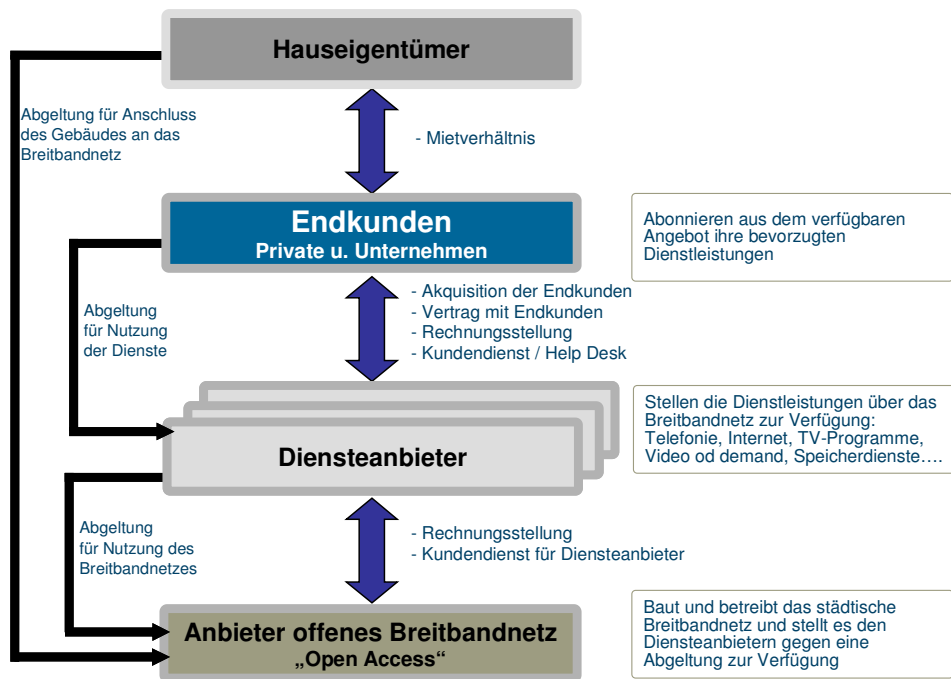 Hauseigentümer
Abgeltung für Anschluss
des Gebäudes an das
Breitbandnetz
- Mietverhältnis
Endkunden
Private u. Unternehmen
Abonnieren aus dem verfügbaren
Angebot ihre bevorzugten
Dienstleistungen
Abgeltung
für Nutzung
der Dienste
- Akquisition der Endkunden
- Vertrag mit Endkunden
- Rechnungsstellung
- Kundendienst / Help Desk
Diensteanbieter
Stellen die Dienstleistungen über das
Breitbandnetz zur Verfügung:
Telefonie, Internet, TV-Programme,
Video od demand, Speicherdienste….
Abgeltung
für Nutzung des
Breitbandnetzes
- Rechnungsstellung
- Kundendienst für Diensteanbieter
Anbieter offenes Breitbandnetz
„Open Access“
Baut und betreibt das städtische
Breitbandnetz und stellt es den
Diensteanbietern gegen eine
Abgeltung zur Verfügung